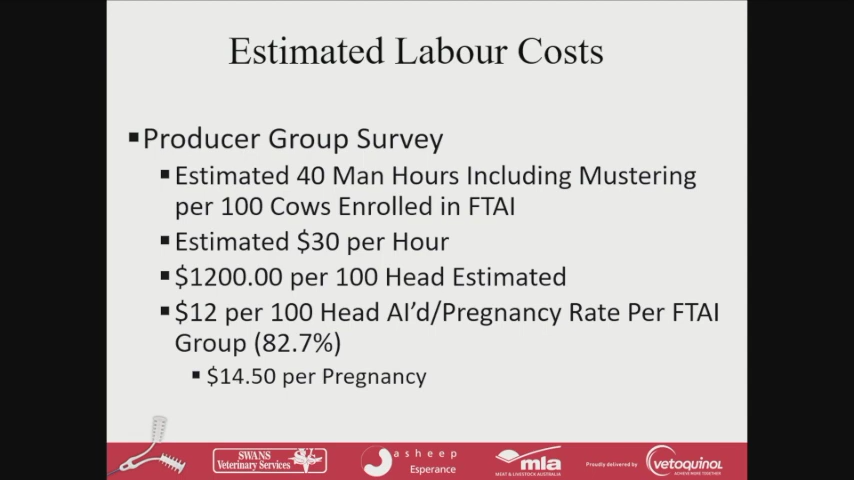 Estimated Labour Costs
▪Producer Group Survey
▪Estimated 40 Man Hours Including Mustering
per 100 Cows Enrolled in FTAI
▪Estimated $30 per Hour
▪$1200.00 per 100 Head Estimated
▪$12 per 100 Head AI’d/Pregnancy Rate Per FTAI
Group (82.7%)
▪$14.50 per Pregnancy
SWANS
Veterinary Services
asheep
Esperance
mla
MEAT & LIVESTOCK AUSTRALIA
Proudly delivered by
vetoquinol
ACHIEVE MORE TOGETHER